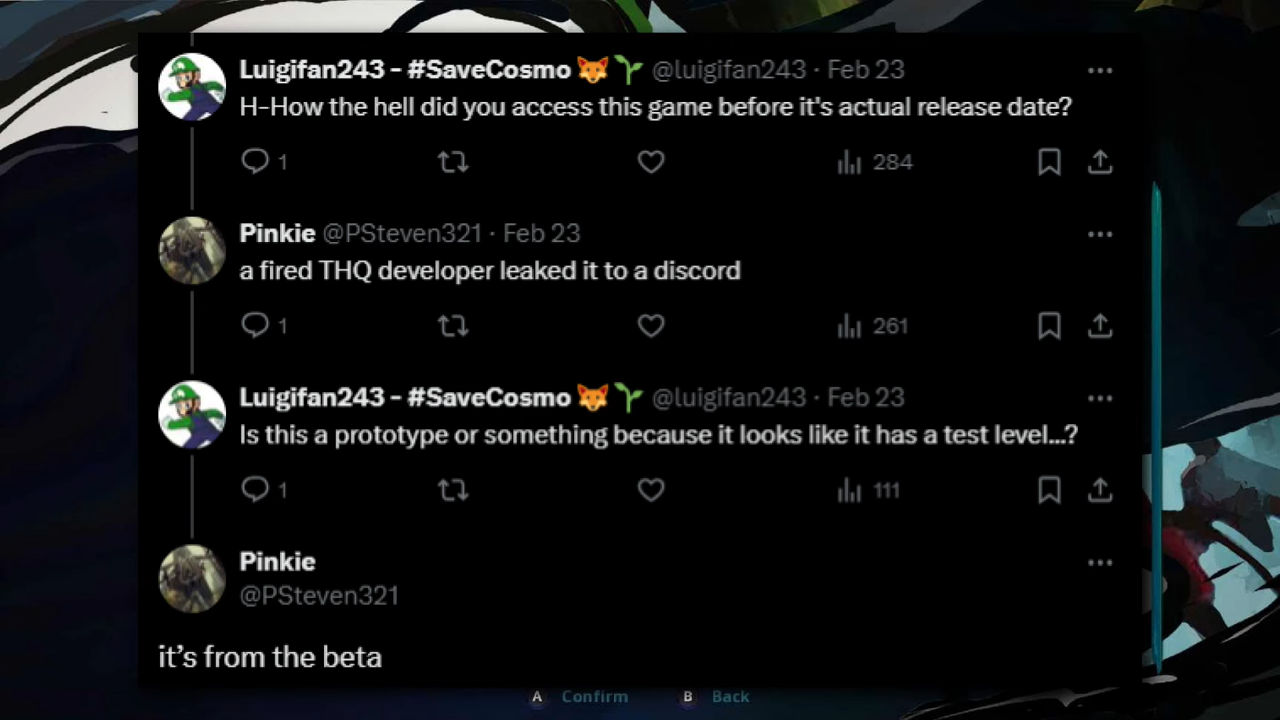 Luigifan243 - #SaveCosmo 🦊🌱 @luigifan243 · Feb 23
H-How the hell did you access this game before it's actual release date?
1 284
Pinkie @PSteven321 · Feb 23
a fired THQ developer leaked it to a discord
1 261
Luigifan243 - #SaveCosmo 🦊🌱 @luigifan243 · Feb 23
Is this a prototype or something because it looks like it has a test level...?
1 111
Pinkie
@PSteven321
it’s from the beta
A Confirm B Back